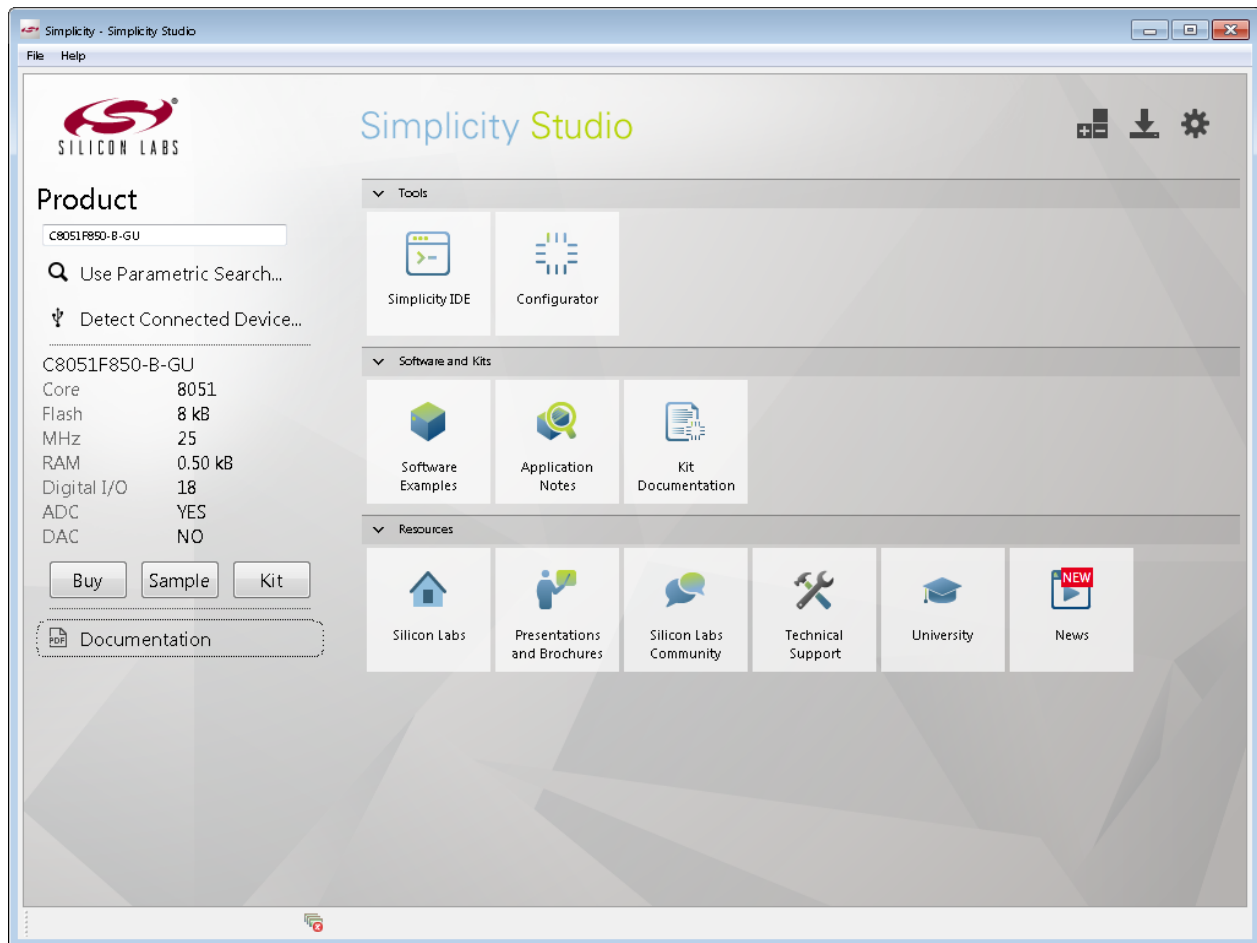 Simplicity - Simplicity Studio
File Help
SILICON LABS
®
Simplicity Studio
Product
C8051F850-B-GU
Use Parametric Search...
Detect Connected Device...
C8051F850-B-GU
Core 8051
Flash 8 kB
MHz 25
RAM 0.50 kB
Digital I/O 18
ADC YES
DAC NO
Buy Sample Kit
PDF Documentation
Tools
Simplicity IDE
Configurator
Software and Kits
Software
Examples
Application
Notes
Kit
Documentation
Resources
Silicon Labs
Presentations
and Brochures
Silicon Labs
Community
Technical
Support
University
NEW
News